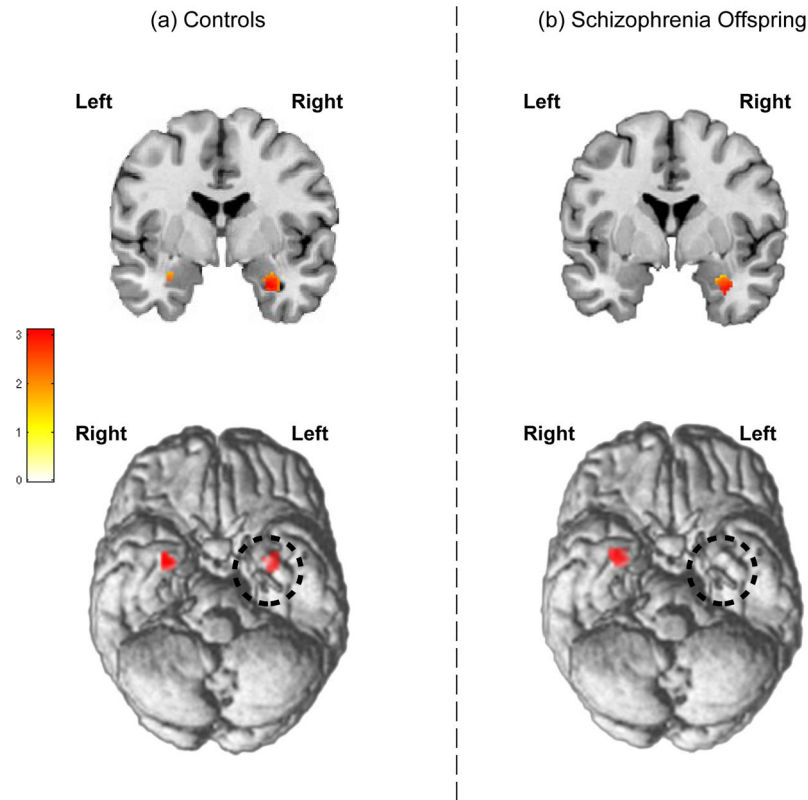 (a) Controls
(b) Schizophrenia Offspring
Left
Right
Left
Right
3
2
1
0
Right
Left
Right
Left